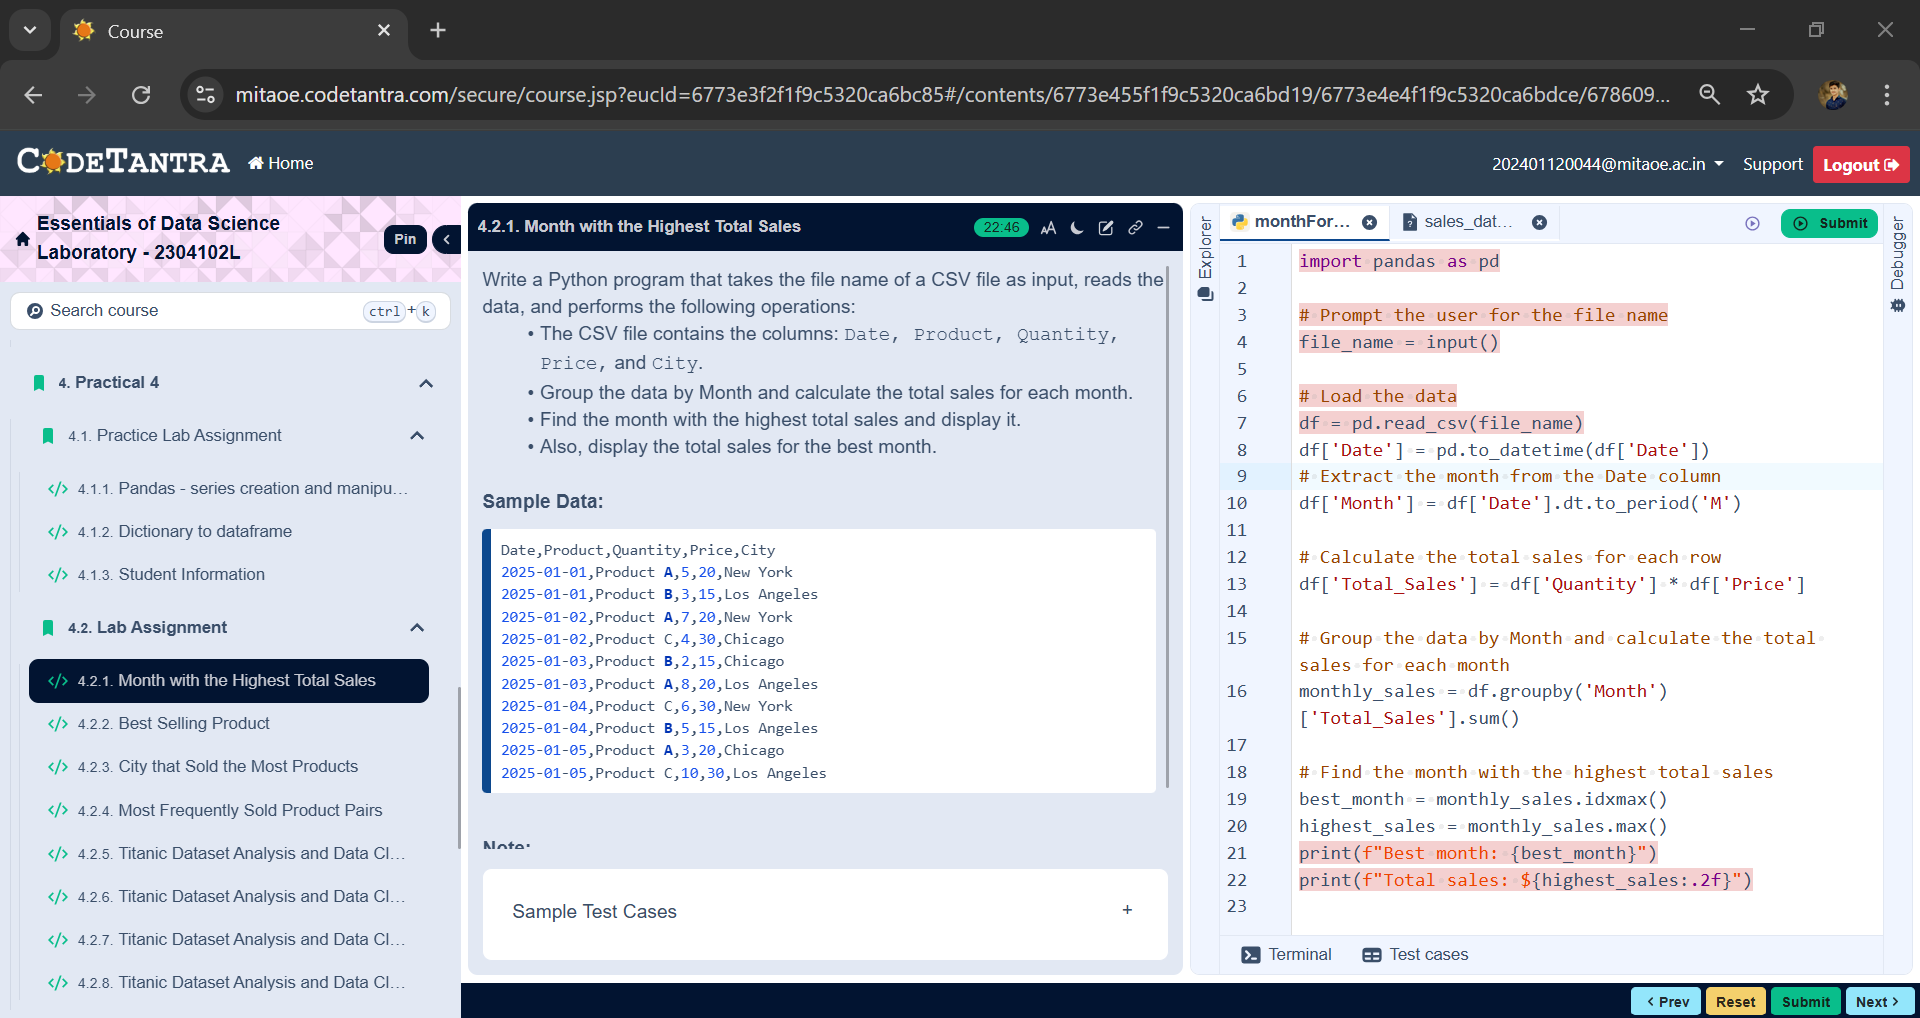 Course
mitaoe.codetantra.com/secure/course.jsp?eucId=6773e3f2f1f9c5320ca6bc85#/contents/6773e455f1f9c5320ca6bd19/6773e4e4f1f9c5320ca6bdce/678609...
CODETANTRA
Home
202401120044@mitaoe.ac.in
Support
Logout
Essentials of Data Science
Laboratory - 2304102L
Pin
Search course
ctrl + k
4. Practical 4
4.1. Practice Lab Assignment
4.1.1. Pandas - series creation and manipu...
4.1.2. Dictionary to dataframe
4.1.3. Student Information
4.2. Lab Assignment
4.2.1. Month with the Highest Total Sales
4.2.2. Best Selling Product
4.2.3. City that Sold the Most Products
4.2.4. Most Frequently Sold Product Pairs
4.2.5. Titanic Dataset Analysis and Data Cl...
4.2.6. Titanic Dataset Analysis and Data Cl...
4.2.7. Titanic Dataset Analysis and Data Cl...
4.2.8. Titanic Dataset Analysis and Data Cl...
4.2.1. Month with the Highest Total Sales
22:46
AA
Write a Python program that takes the file name of a CSV file as input, reads the
data, and performs the following operations:
• The CSV file contains the columns: Date, Product, Quantity,
Price, and City.
• Group the data by Month and calculate the total sales for each month.
• Find the month with the highest total sales and display it.
• Also, display the total sales for the best month.
Sample Data:
Date,Product,Quantity,Price,City
2025-01-01,Product A,5,20,New York
2025-01-01,Product B,3,15,Los Angeles
2025-01-02,Product A,7,20,New York
2025-01-02,Product C,4,30,Chicago
2025-01-03,Product B,2,15,Chicago
2025-01-03,Product A,8,20,Los Angeles
2025-01-04,Product C,6,30,New York
2025-01-04,Product B,5,15,Los Angeles
2025-01-05,Product A,3,20,Chicago
2025-01-05,Product C,10,30,Los Angeles
Note:
Sample Test Cases
+
Explorer
monthFor...
sales_dat...
Submit
Debugger
1 import pandas as pd
2
3 # Prompt the user for the file name
4 file_name = input()
5
6 # Load the data
7 df = pd.read_csv(file_name)
8 df['Date'] = pd.to_datetime(df['Date'])
9 # Extract the month from the Date column
10 df['Month'] = df['Date'].dt.to_period('M')
11
12 # Calculate the total sales for each row
13 df['Total_Sales'] = df['Quantity'] * df['Price']
14
15 # Group the data by Month and calculate the total
sales for each month
16 monthly_sales = df.groupby('Month')
['Total_Sales'].sum()
17
18 # Find the month with the highest total sales
19 best_month = monthly_sales.idxmax()
20 highest_sales = monthly_sales.max()
21 print(f"Best month: {best_month}")
22 print(f"Total sales: ${highest_sales:.2f}")
23
Terminal
Test cases
< Prev
Reset
Submit
Next >